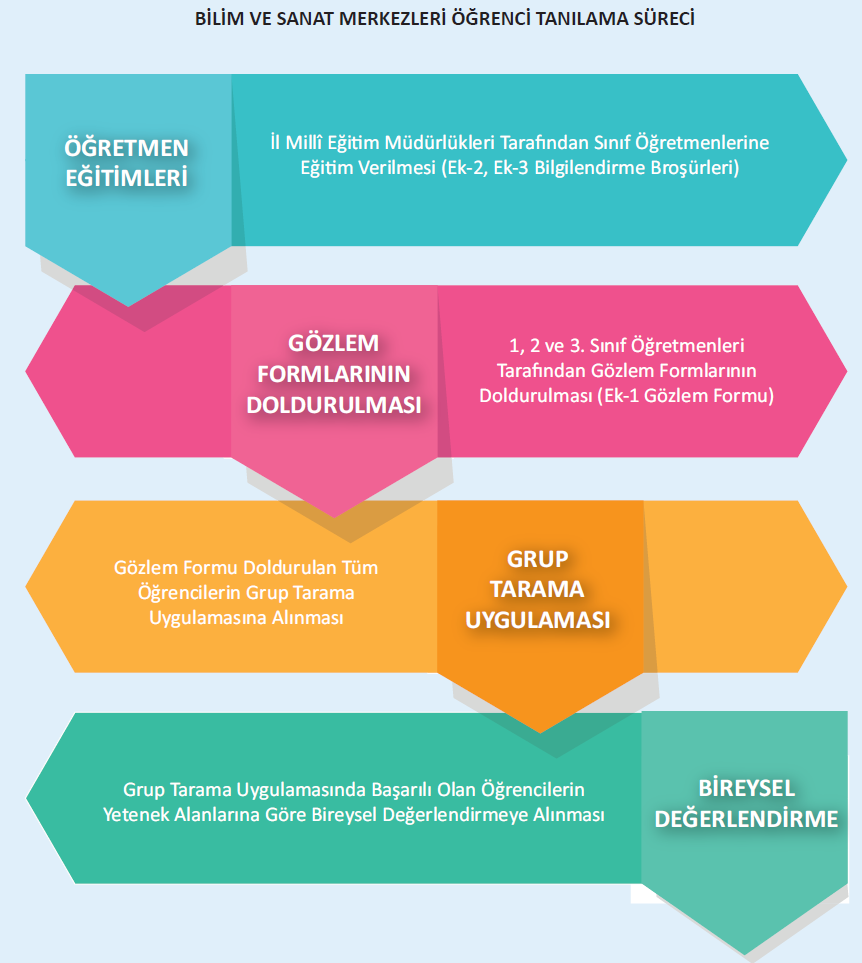 BİLİM VE SANAT MERKEZLERİ ÖĞRENCİ TANILAMA SÜRECİ
ÖĞRETMEN
EĞİTİMLERİ
İl Millî Eğitim Müdürlükleri Tarafından Sınıf Öğretmenlerine
Eğitim Verilmesi (Ek-2, Ek-3 Bilgilendirme Broşürleri)
GÖZLEM
FORMLARININ
DOLDURULMASI
1, 2 ve 3. Sınıf Öğretmenleri
Tarafından Gözlem Formlarının
Doldurulması (Ek-1 Gözlem Formu)
Gözlem Formu Doldurulan Tüm
Öğrencilerin Grup Tarama
Uygulamasına Alınması
GRUP
TARAMA
UYGULAMASI
Grup Tarama Uygulamasında Başarılı Olan Öğrencilerin
Yetenek Alanlarına Göre Bireysel Değerlendirmeye Alınması
BİREYSEL
DEĞERLENDİRME